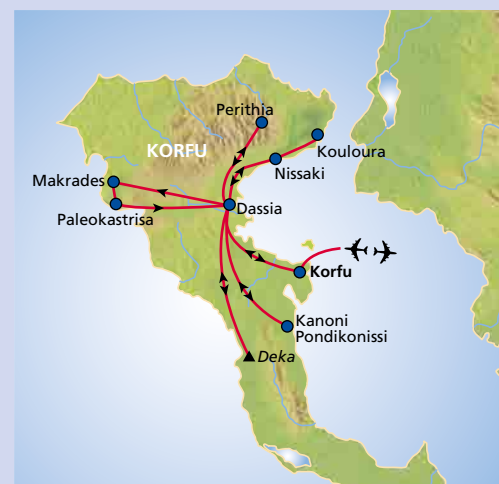 Perithia
KORFU
Kouloura
Nissaki
Makrades
Paleokastrisa
Dassia
Korfu
Kanoni
Pondikonissi
Deka